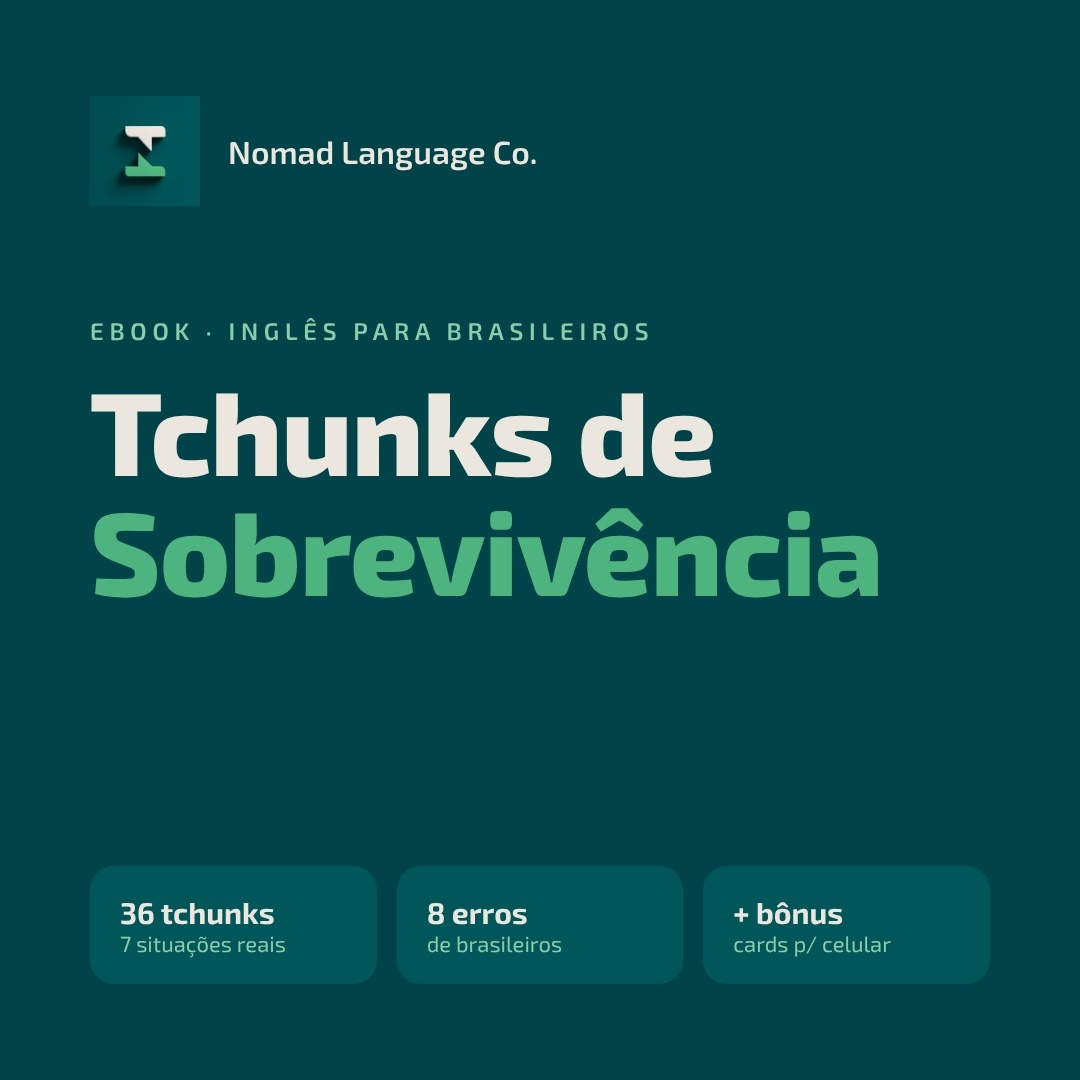 Nomad Language Co.
EBOOK · INGLÊS PARA BRASILEIROS
Tchunks de
Sobrevivência
36 tchunks
7 situações reais
8 erros
de brasileiros
+ bônus
cards p/ celular